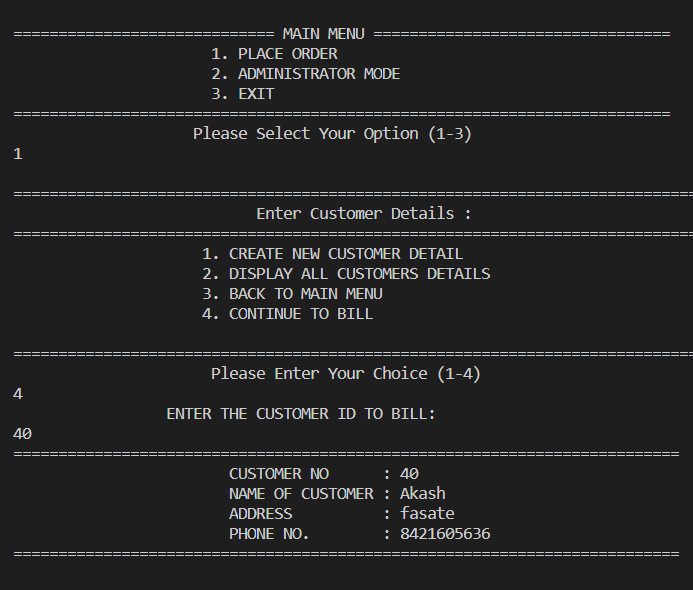 ============================= MAIN MENU =================================
1. PLACE ORDER
2. ADMINISTRATOR MODE
3. EXIT
=========================================================================
Please Select Your Option (1-3)
1
============================================================================
Enter Customer Details :
============================================================================
1. CREATE NEW CUSTOMER DETAIL
2. DISPLAY ALL CUSTOMERS DETAILS
3. BACK TO MAIN MENU
4. CONTINUE TO BILL
============================================================================
Please Enter Your Choice (1-4)
4
ENTER THE CUSTOMER ID TO BILL:
40
==========================================================================
CUSTOMER NO      : 40
NAME OF CUSTOMER : Akash
ADDRESS          : fasate
PHONE NO.        : 8421605636
==========================================================================